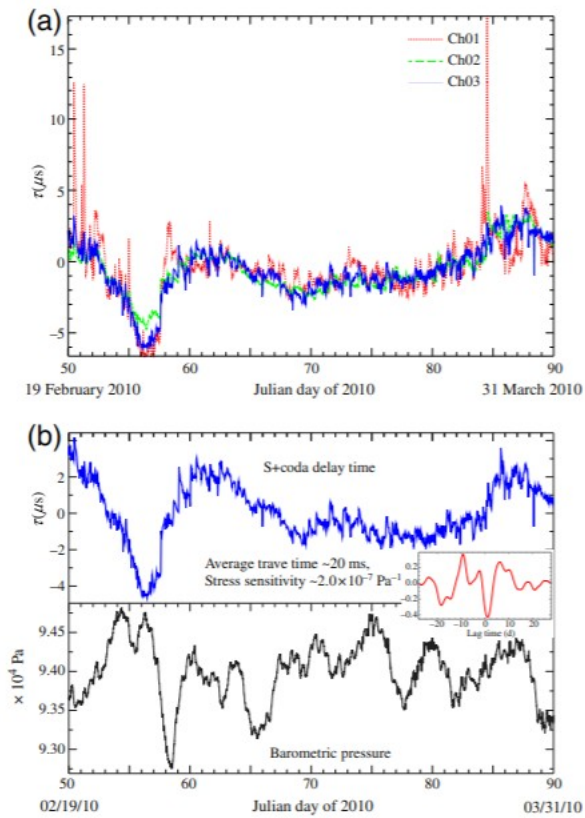 (a)
15
10
5
0
−5
τ(μs)
Ch01
Ch02
Ch03
50 60 70 80 90
19 February 2010 Julian day of 2010 31 March 2010
(b)
2
0
−2
−4
τ(μs)
S+coda delay time
Average trave time ~20 ms,
Stress sensitivity ~2.0×10⁻⁷ Pa⁻¹
0.2
0.0
−0.2
−0.4
−20 −10 0 10 20
Lag time (d)
9.45
9.40
9.35
9.30
× 10⁴ Pa
Barometric pressure
50 60 70 80 90
02/19/10 Julian day of 2010 03/31/10